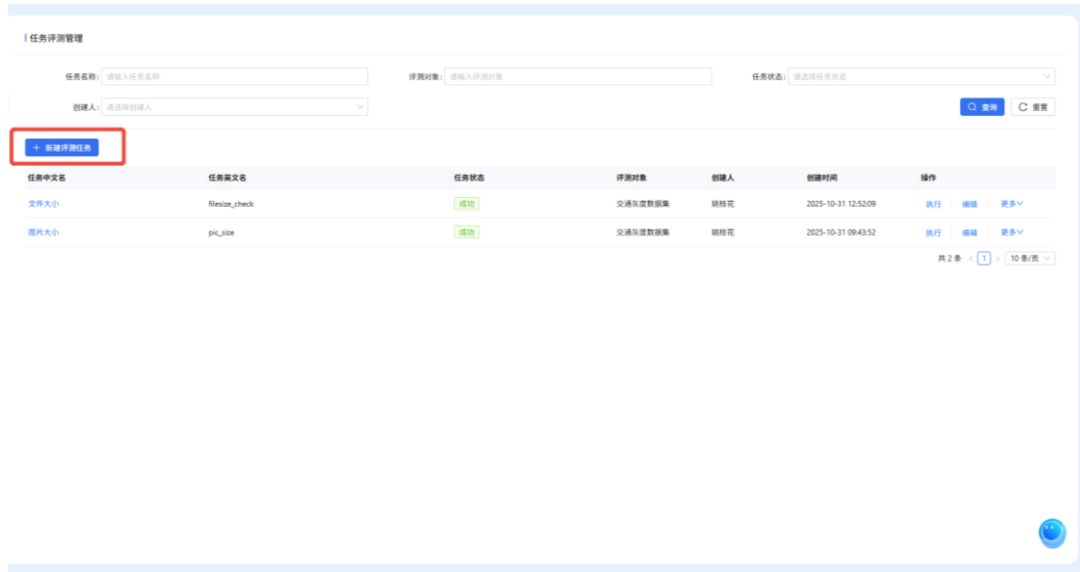 任务评测管理
任务名称: 请输入任务名称 评测对象: 请输入评测对象 任务状态: 请选择任务状态
创建人: 请选择创建人 查询 重置
+ 新建评测任务
任务中文名 任务英文名 任务状态 评测对象 创建人 创建时间 操作
文件大小 filesize_check 成功 交通灰度数据集 姚桂花 2025-10-31 12:52:09 执行 编辑 更多
图片大小 pic_size 成功 交通灰度数据集 姚桂花 2025-10-31 09:43:52 执行 编辑 更多
共 2 条 < 1 > 10 条/页